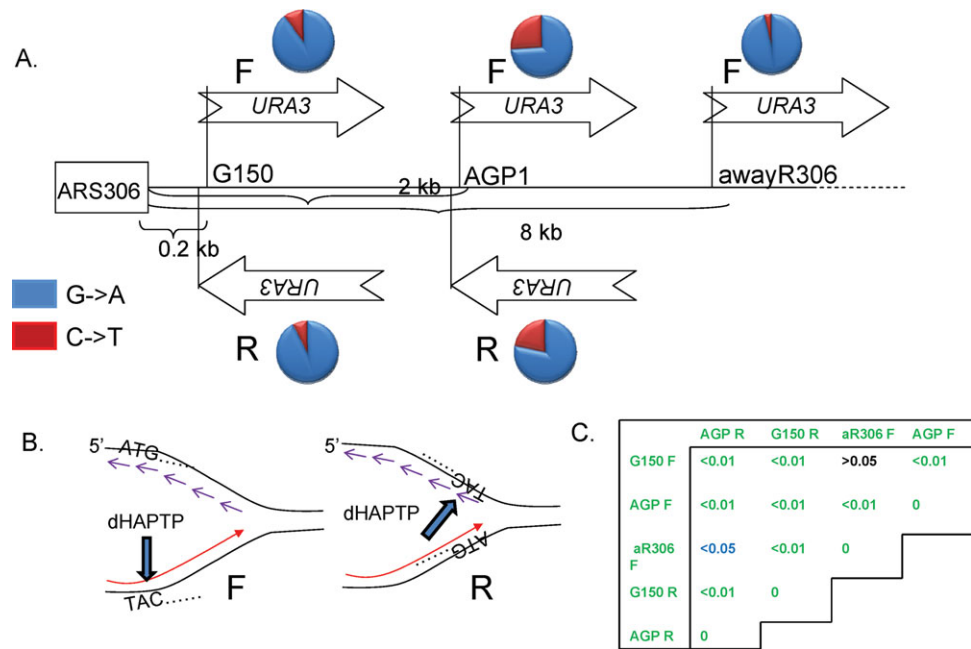 A.
F
F
F
URA3
URA3
URA3
ARS306
G150
AGP1
awayR306
2 kb
0.2 kb
8 kb
URA3
URA3
G->A
C->T
R
R
B.
5'
ATG......
dHAPTP
TAC......
F
5'
......
TAC
dHAPTP
......ATG
R
C.
AGP R G150 R aR306 F AGP F
G150 F <0.01 <0.01 >0.05 <0.01
AGP F <0.01 <0.01 <0.01 0
aR306 F <0.05 <0.01 0
G150 R <0.01 0
AGP R 0